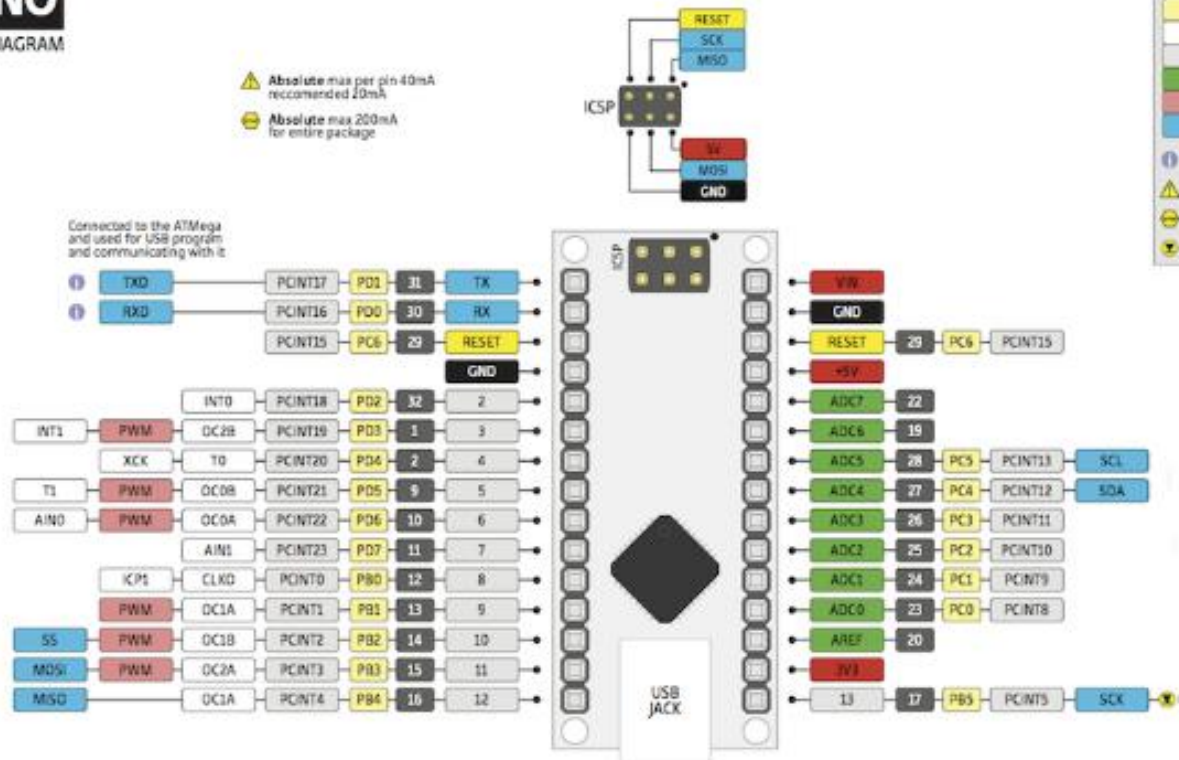 NO
IAGRAM
RESET
SCK
MISO
Absolute max per pin 40mA
reccomended 20mA
ICSP
Absolute max 200mA
for entire package
5V
MOSI
GND
Connected to the ATMega
and used for USB program
and communicating with it
ICSP
TXD PCINT17 PD1 31 TX VIN
RXD PCINT16 PD0 30 RX GND
PCINT15 PC6 29 RESET RESET 29 PC6 PCINT15
GND +5V
INT0 PCINT18 PD2 32 2 ADC7 22
INT1 PWM OC2B PCINT19 PD3 1 3 ADC6 19
XCK T0 PCINT20 PD4 2 4 ADC5 28 PC5 PCINT13 SCL
T1 PWM OC0B PCINT21 PD5 9 5 ADC4 27 PC4 PCINT12 SDA
AIN0 PWM OC0A PCINT22 PD6 10 6 ADC3 26 PC3 PCINT11
AIN1 PCINT23 PD7 11 7 ADC2 25 PC2 PCINT10
ICP1 CLKO PCINT0 PB0 12 8 ADC1 24 PC1 PCINT9
PWM OC1A PCINT1 PB1 13 9 ADC0 23 PC0 PCINT8
SS PWM OC1B PCINT2 PB2 14 10 AREF 20
MOSI PWM OC2A PCINT3 PB3 15 11 3V3
MISO OC1A PCINT4 PB4 16 12 13 17 PB5 PCINT5 SCK
USB
JACK